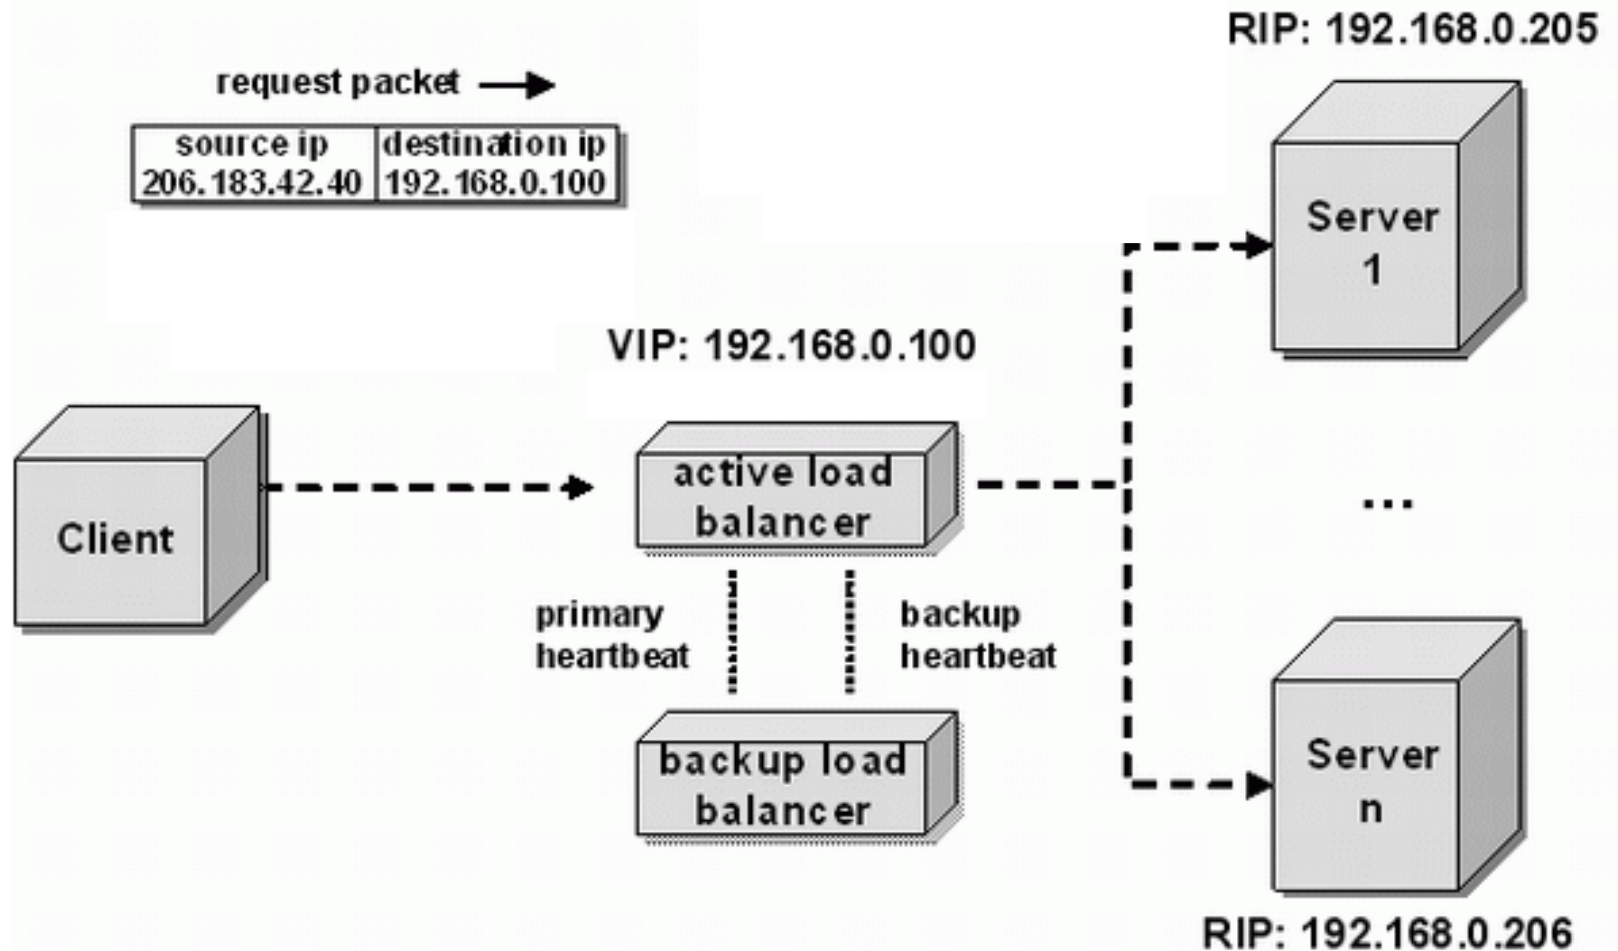 RIP: 192.168.0.205
request packet
source ip destination ip
206.183.42.40 192.168.0.100
Server
1
VIP: 192.168.0.100
active load
balancer
Client
...
primary
heartbeat
backup
heartbeat
backup load
balancer
Server
n
RIP: 192.168.0.206